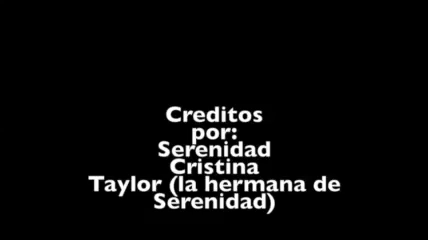 Creditos
por:
Serenidad
Cristina
Taylor (la hermana de
Serenidad)